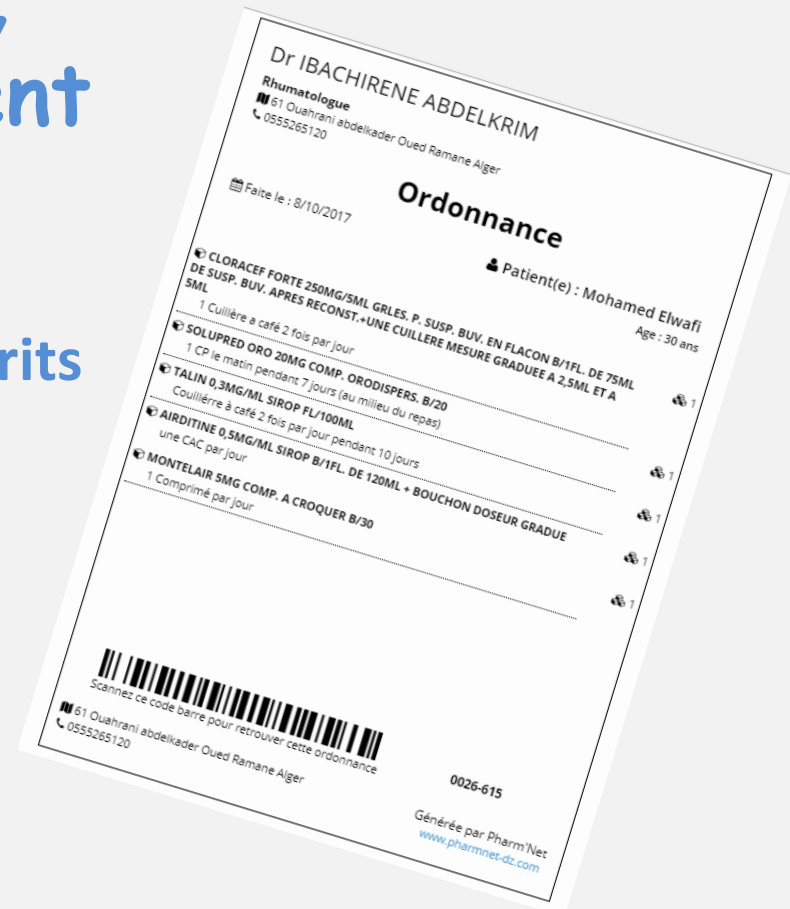 ent
rits
Dr IBACHIRENE ABDELKRIM
Rhumatologue
61 Ouahrani abdelkader Oued Ramane Alger
0555265120
Ordonnance
Faite le : 8/10/2017
Patient(e) : Mohamed Elwafi
Age : 30 ans
CLORACEF FORTE 250MG/5ML GRLES. P. SUSP. BUV. EN FLACON B/1FL. DE 75ML
DE SUSP. BUV. APRES RECONST.+UNE CUILLERE MESURE GRADUEE A 2,5ML ET A
5ML
1
1 Cuillère a café 2 fois par jour
SOLUPRED ORO 20MG COMP. ORODISPERS. B/20
1
1 CP le matin pendant 7 jours (au milieu du repas)
TALIN 0,3MG/ML SIROP FL/100ML
1
Couillérre à café 2 fois par jour pendant 10 jours
AIRDITINE 0,5MG/ML SIROP B/1FL. DE 120ML + BOUCHON DOSEUR GRADUE
1
une CAC par jour
MONTELAIR 5MG COMP. A CROQUER B/30
1
1 Comprimé par jour
Scannez ce code barre pour retrouver cette ordonnance
61 Ouahrani abdelkader Oued Ramane Alger
0555265120
0026-615
Générée par Pharm'Net
www.pharmnet-dz.com